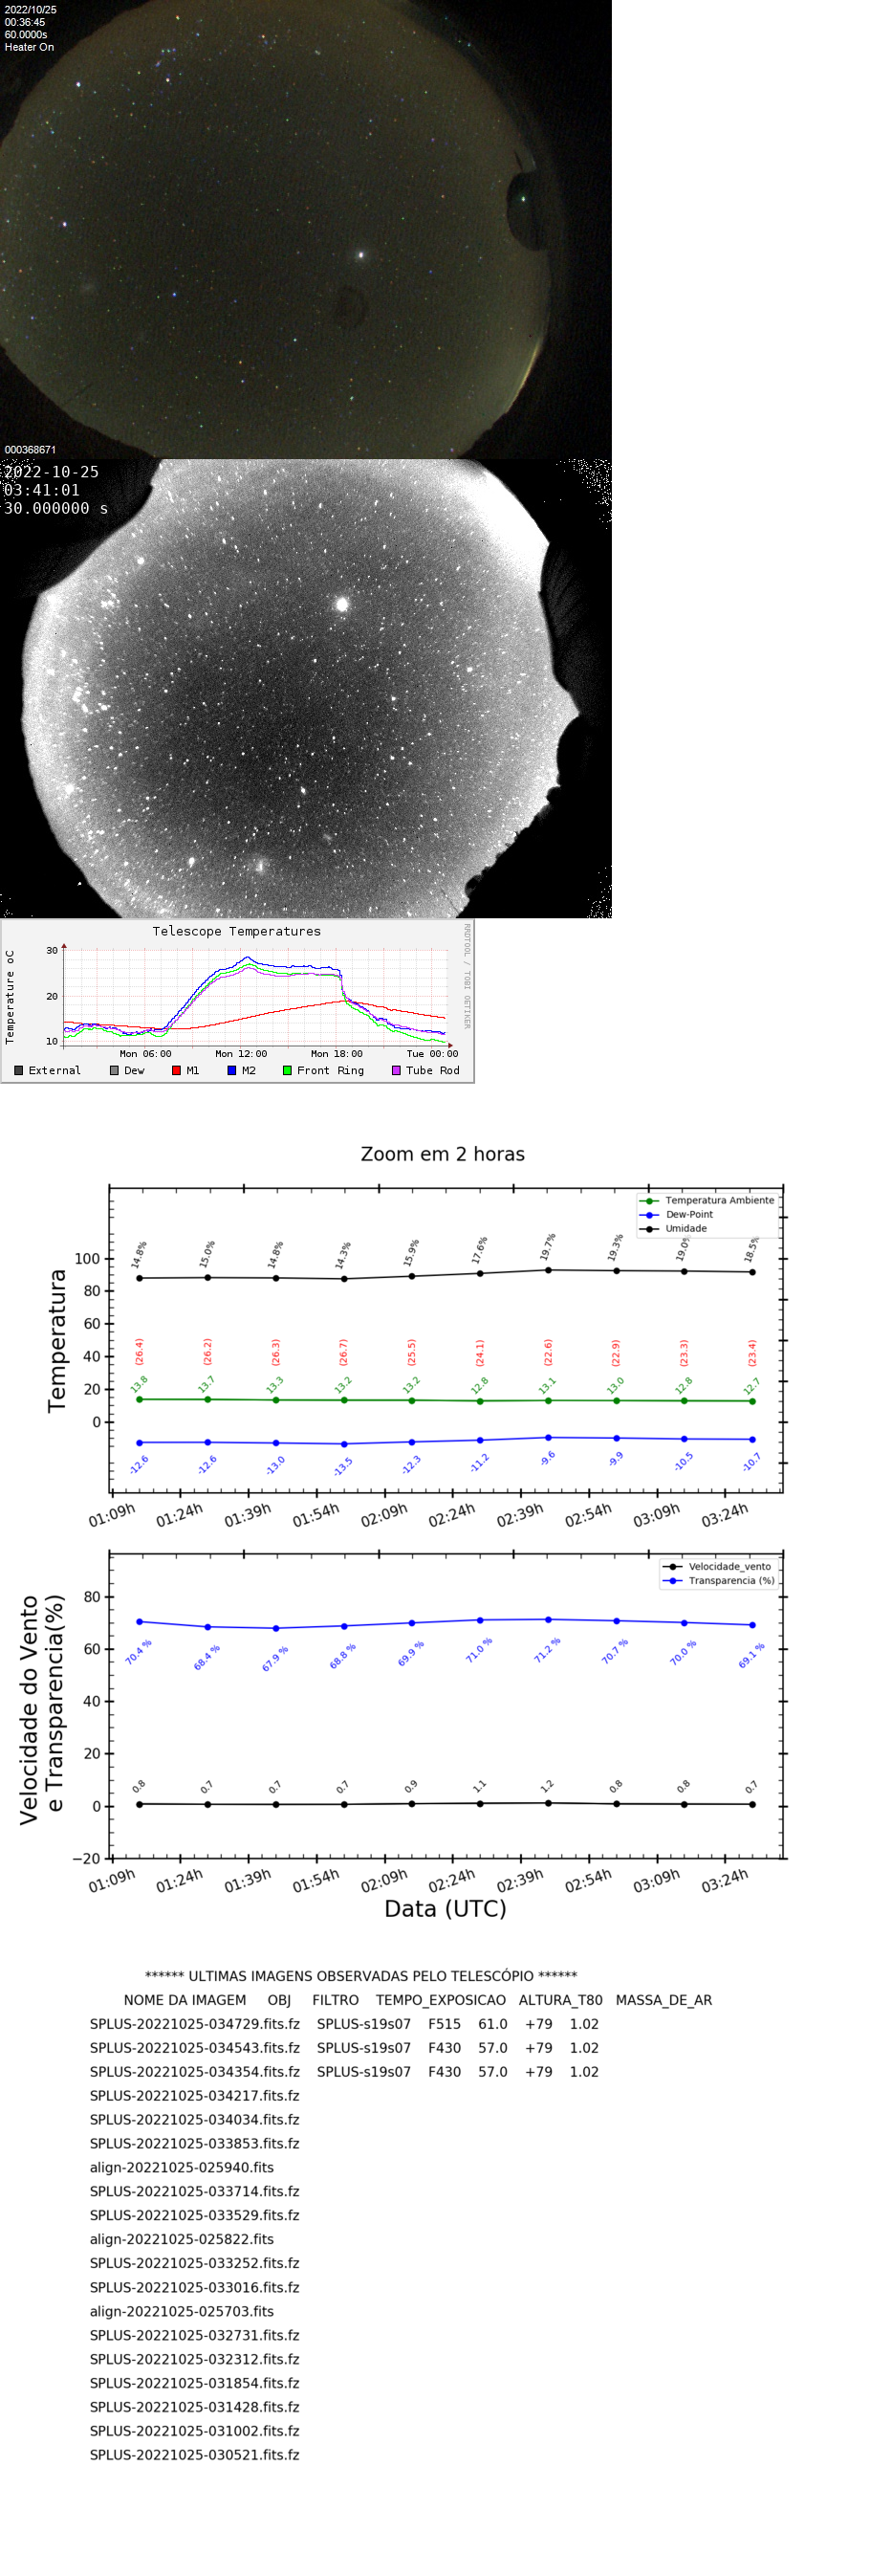 2022/10/25
00:36:45
60.0000s
Heater On
000368671
2022-10-25
03:41:01
30.000000 s
Telescope Temperatures
RRDTOOL / TOBI OETIKER
Temperature oC
30
20
10
Mon 06:00 Mon 12:00 Mon 18:00 Tue 00:00
External Dew M1 M2 Front Ring Tube Rod
Zoom em 2 horas
Temperatura Ambiente
Dew-Point
Umidade
Temperatura
100
80
60
40
20
0
14.8% 15.0% 14.8% 14.3% 15.9% 17.6% 19.7% 19.3% 19.0% 18.5%
(26.4) (26.2) (26.3) (26.7) (25.5) (24.1) (22.6) (22.9) (23.3) (23.4)
13.8 13.7 13.3 13.2 13.2 12.8 13.1 13.0 12.8 12.7
-12.6 -12.6 -13.0 -13.5 -12.3 -11.2 -9.6 -9.9 -10.5 -10.7
01:09h 01:24h 01:39h 01:54h 02:09h 02:24h 02:39h 02:54h 03:09h 03:24h
Velocidade_vento
Transparencia (%)
Velocidade do Vento
e Transparencia(%)
80
60
40
20
0
−20
70.4 % 68.4 % 67.9 % 68.8 % 69.9 % 71.0 % 71.2 % 70.7 % 70.0 % 69.1 %
0.8 0.7 0.7 0.7 0.9 1.1 1.2 0.8 0.8 0.7
01:09h 01:24h 01:39h 01:54h 02:09h 02:24h 02:39h 02:54h 03:09h 03:24h
Data (UTC)
****** ULTIMAS IMAGENS OBSERVADAS PELO TELESCÓPIO ******
NOME DA IMAGEM OBJ FILTRO TEMPO_EXPOSICAO ALTURA_T80 MASSA_DE_AR
SPLUS-20221025-034729.fits.fz SPLUS-s19s07 F515 61.0 +79 1.02
SPLUS-20221025-034543.fits.fz SPLUS-s19s07 F430 57.0 +79 1.02
SPLUS-20221025-034354.fits.fz SPLUS-s19s07 F430 57.0 +79 1.02
SPLUS-20221025-034217.fits.fz
SPLUS-20221025-034034.fits.fz
SPLUS-20221025-033853.fits.fz
align-20221025-025940.fits
SPLUS-20221025-033714.fits.fz
SPLUS-20221025-033529.fits.fz
align-20221025-025822.fits
SPLUS-20221025-033252.fits.fz
SPLUS-20221025-033016.fits.fz
align-20221025-025703.fits
SPLUS-20221025-032731.fits.fz
SPLUS-20221025-032312.fits.fz
SPLUS-20221025-031854.fits.fz
SPLUS-20221025-031428.fits.fz
SPLUS-20221025-031002.fits.fz
SPLUS-20221025-030521.fits.fz